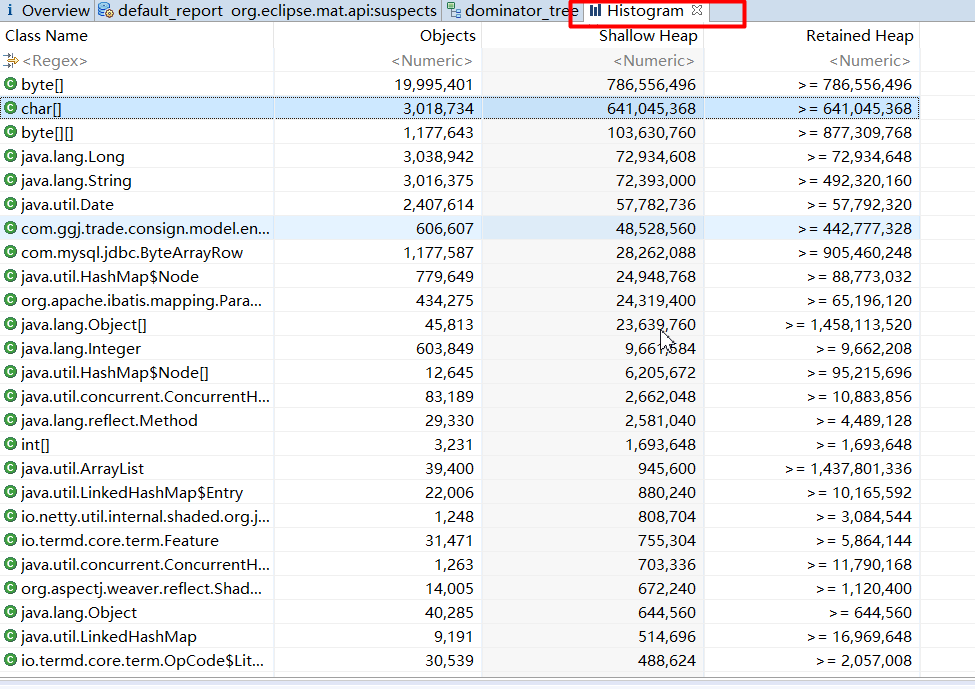 i Overview default_report org.eclipse.mat.api:suspects dominator_tree Histogram
Class Name Objects Shallow Heap Retained Heap
<Regex> <Numeric> <Numeric> <Numeric>
byte[] 19,995,401 786,556,496 >= 786,556,496
char[] 3,018,734 641,045,368 >= 641,045,368
byte[][] 1,177,643 103,630,760 >= 877,309,768
java.lang.Long 3,038,942 72,934,608 >= 72,934,648
java.lang.String 3,016,375 72,393,000 >= 492,320,160
java.util.Date 2,407,614 57,782,736 >= 57,792,320
com.ggj.trade.consign.model.en... 606,607 48,528,560 >= 442,777,328
com.mysql.jdbc.ByteArrayRow 1,177,587 28,262,088 >= 905,460,248
java.util.HashMap$Node 779,649 24,948,768 >= 88,773,032
org.apache.ibatis.mapping.Para... 434,275 24,319,400 >= 65,196,120
java.lang.Object[] 45,813 23,639,760 >= 1,458,113,520
java.lang.Integer 603,849 9,661,584 >= 9,662,208
java.util.HashMap$Node[] 12,645 6,205,672 >= 95,215,696
java.util.concurrent.ConcurrentH... 83,189 2,662,048 >= 10,883,856
java.lang.reflect.Method 29,330 2,581,040 >= 4,489,128
int[] 3,231 1,693,648 >= 1,693,648
java.util.ArrayList 39,400 945,600 >= 1,437,801,336
java.util.LinkedHashMap$Entry 22,006 880,240 >= 10,165,592
io.netty.util.internal.shaded.org.j... 1,248 808,704 >= 3,084,544
io.termd.core.term.Feature 31,471 755,304 >= 5,864,144
java.util.concurrent.ConcurrentH... 1,263 703,336 >= 11,790,168
org.aspectj.weaver.reflect.Shad... 14,005 672,240 >= 1,120,400
java.lang.Object 40,285 644,560 >= 644,560
java.util.LinkedHashMap 9,191 514,696 >= 16,969,648
io.termd.core.term.OpCode$Lit... 30,539 488,624 >= 2,057,008